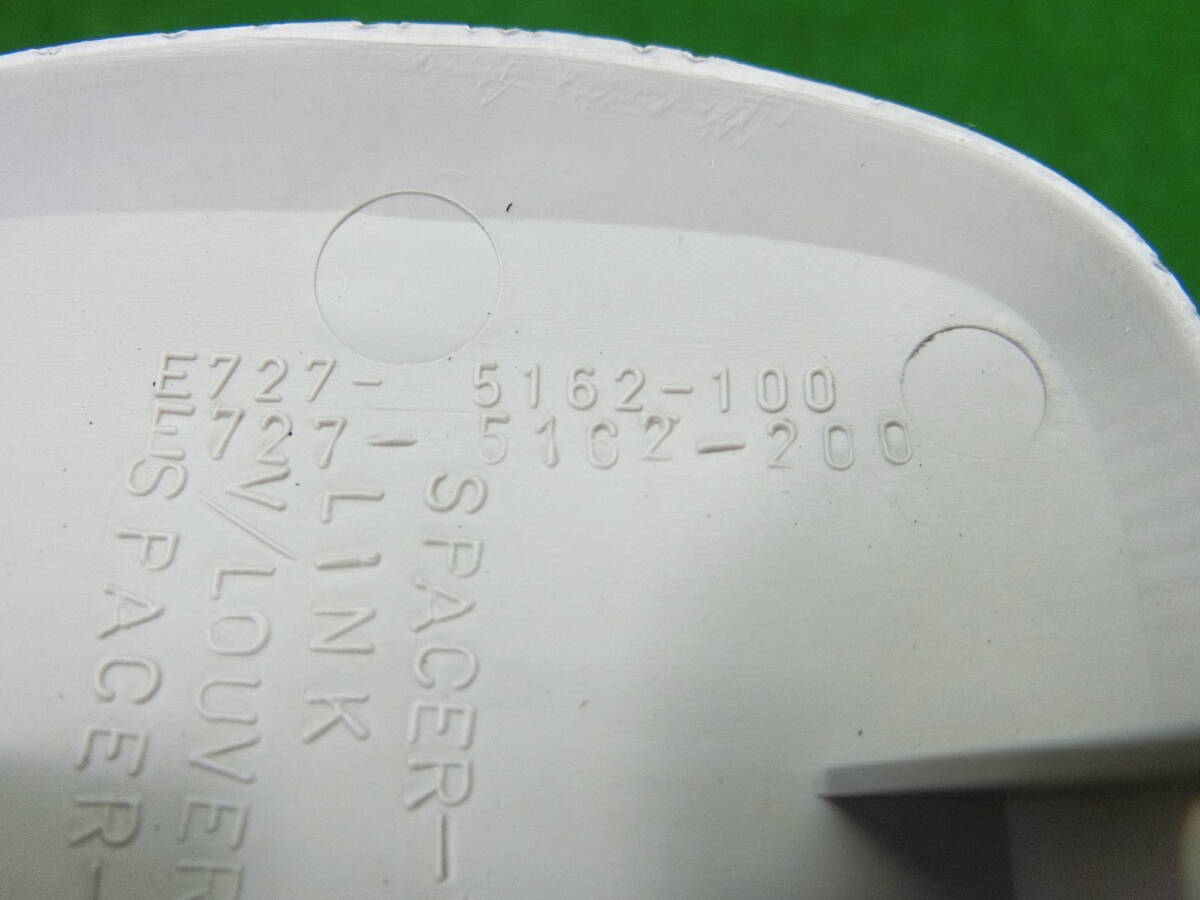 E727- 5162-100
E727- 5162-200
SPACER-
LINK
V/LOUVER
SPACER-